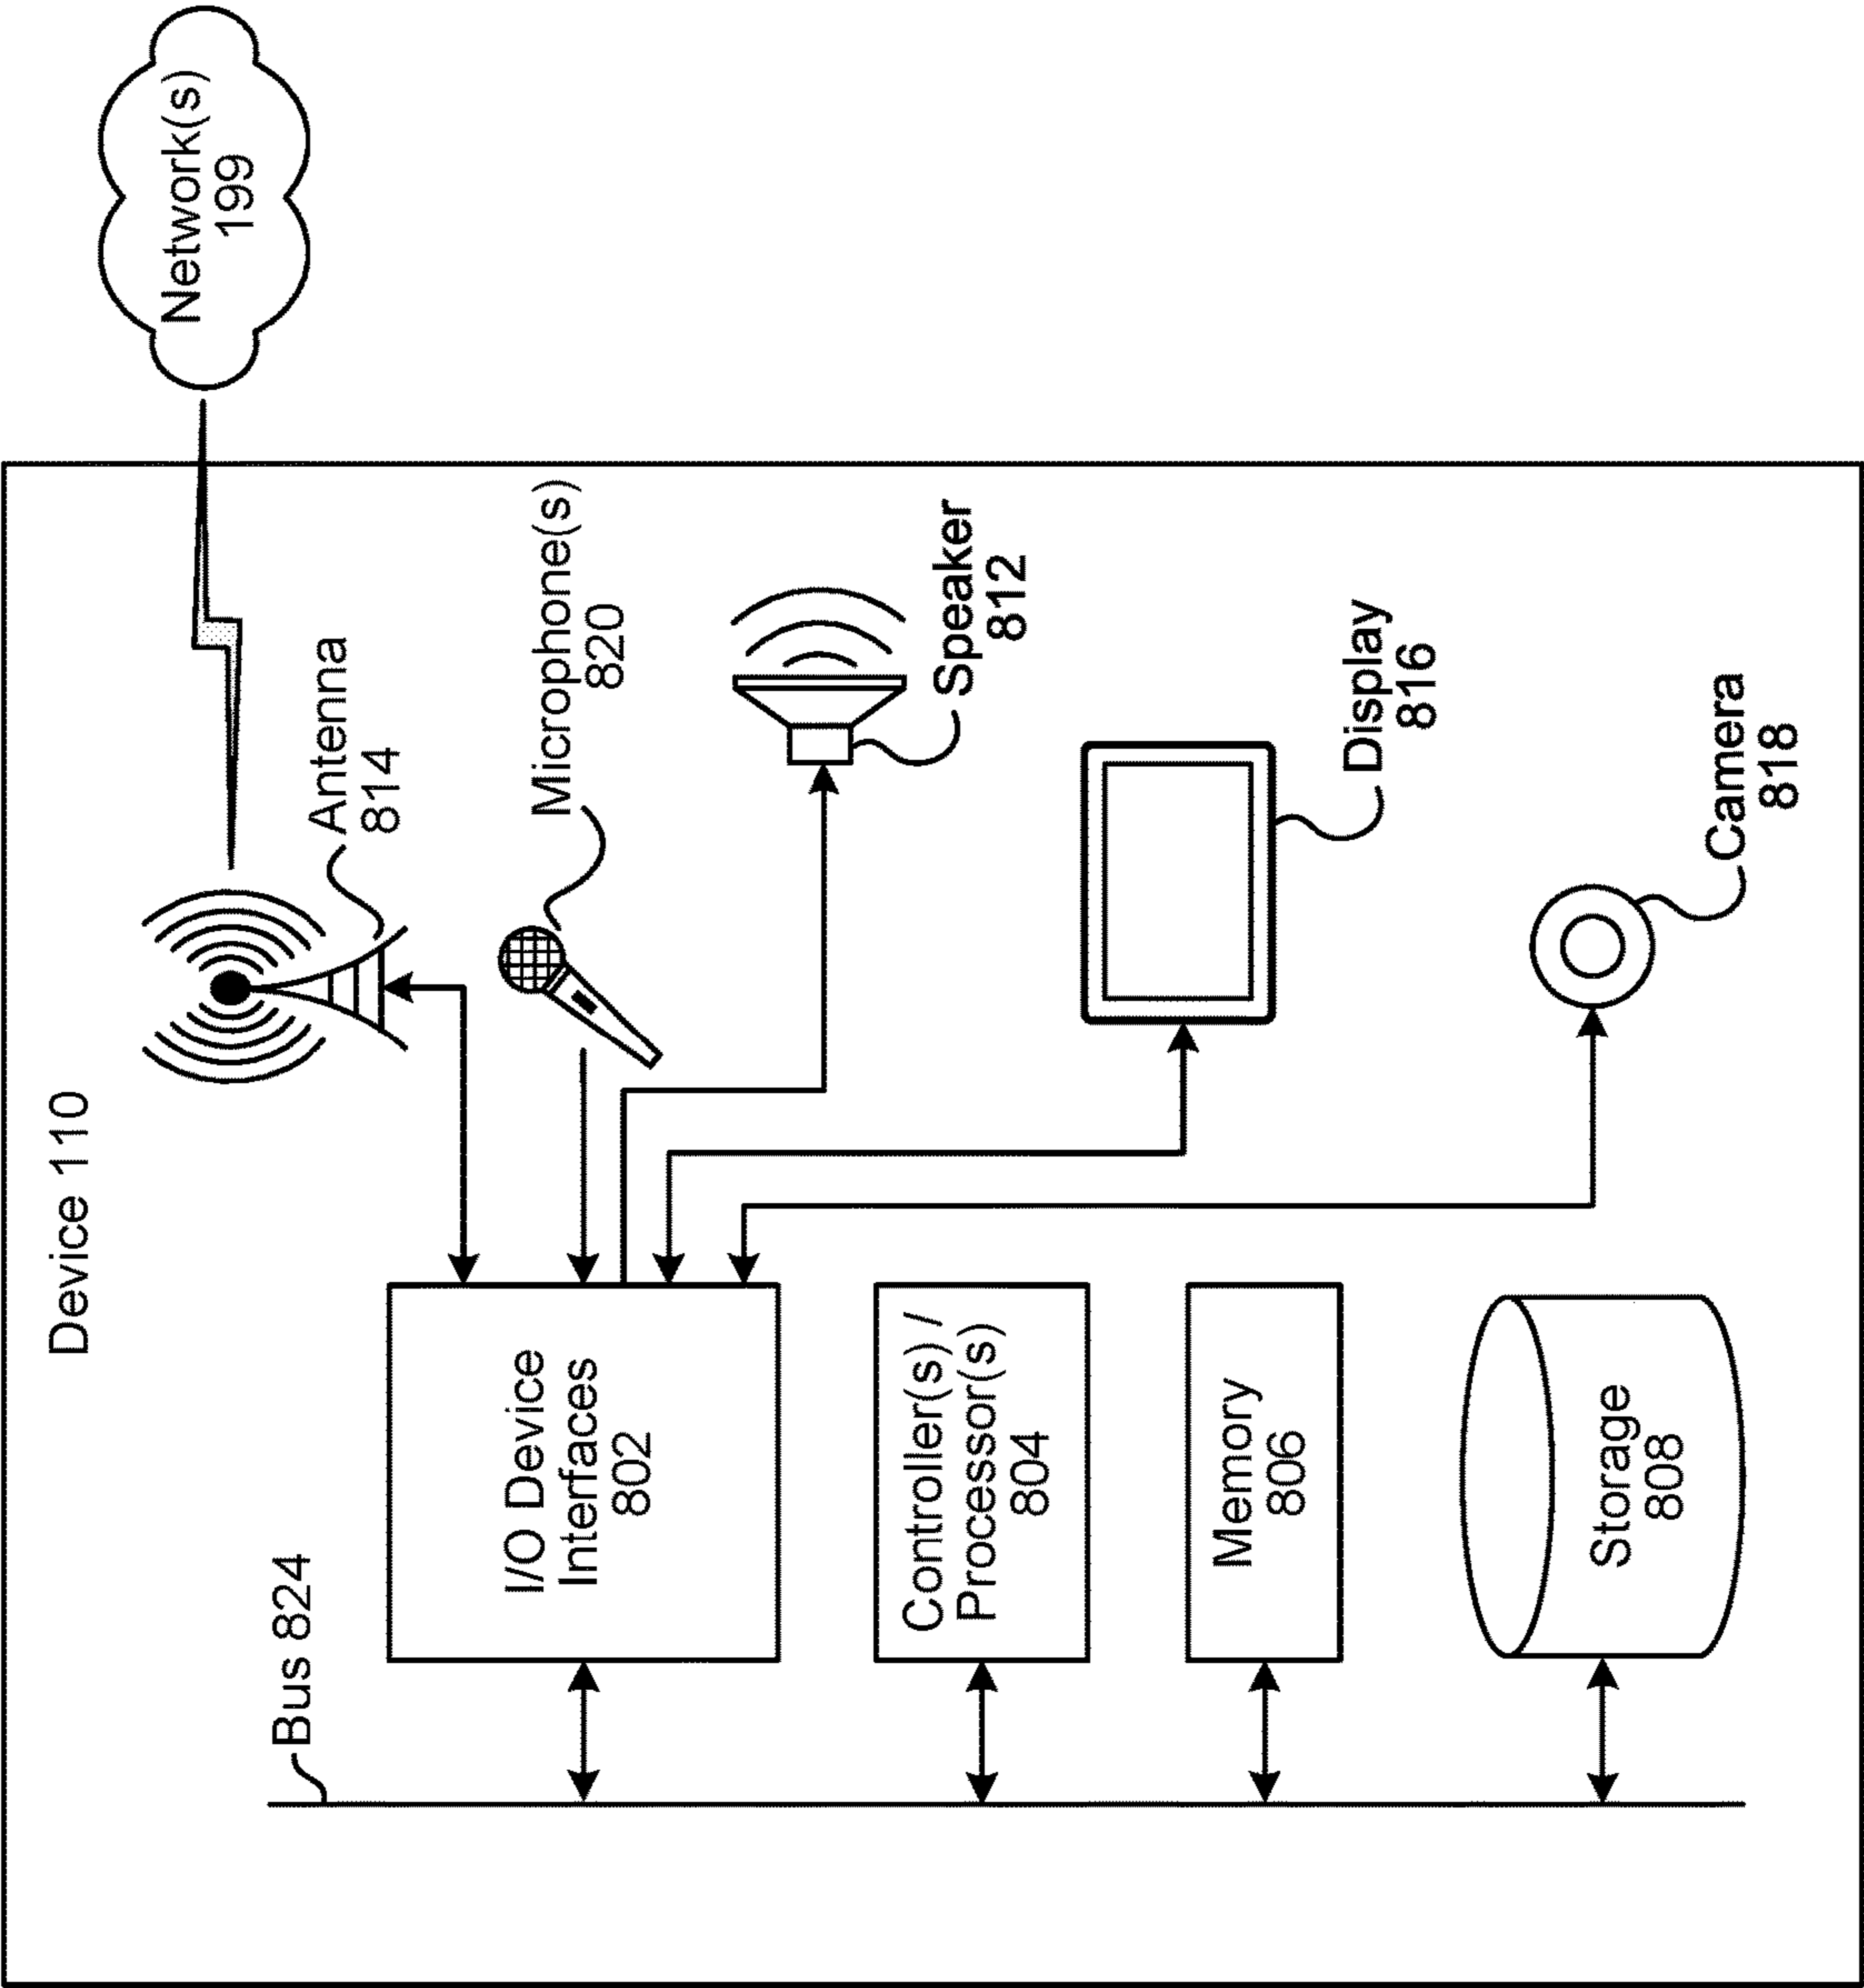 Device 110
Bus 824
I/O Device
Interfaces
802
Antenna
814
Network(s)
199
Microphone(s)
820
Controller(s) /
Processor(s)
804
Speaker
812
Memory
806
Display
816
Storage
808
Camera
818